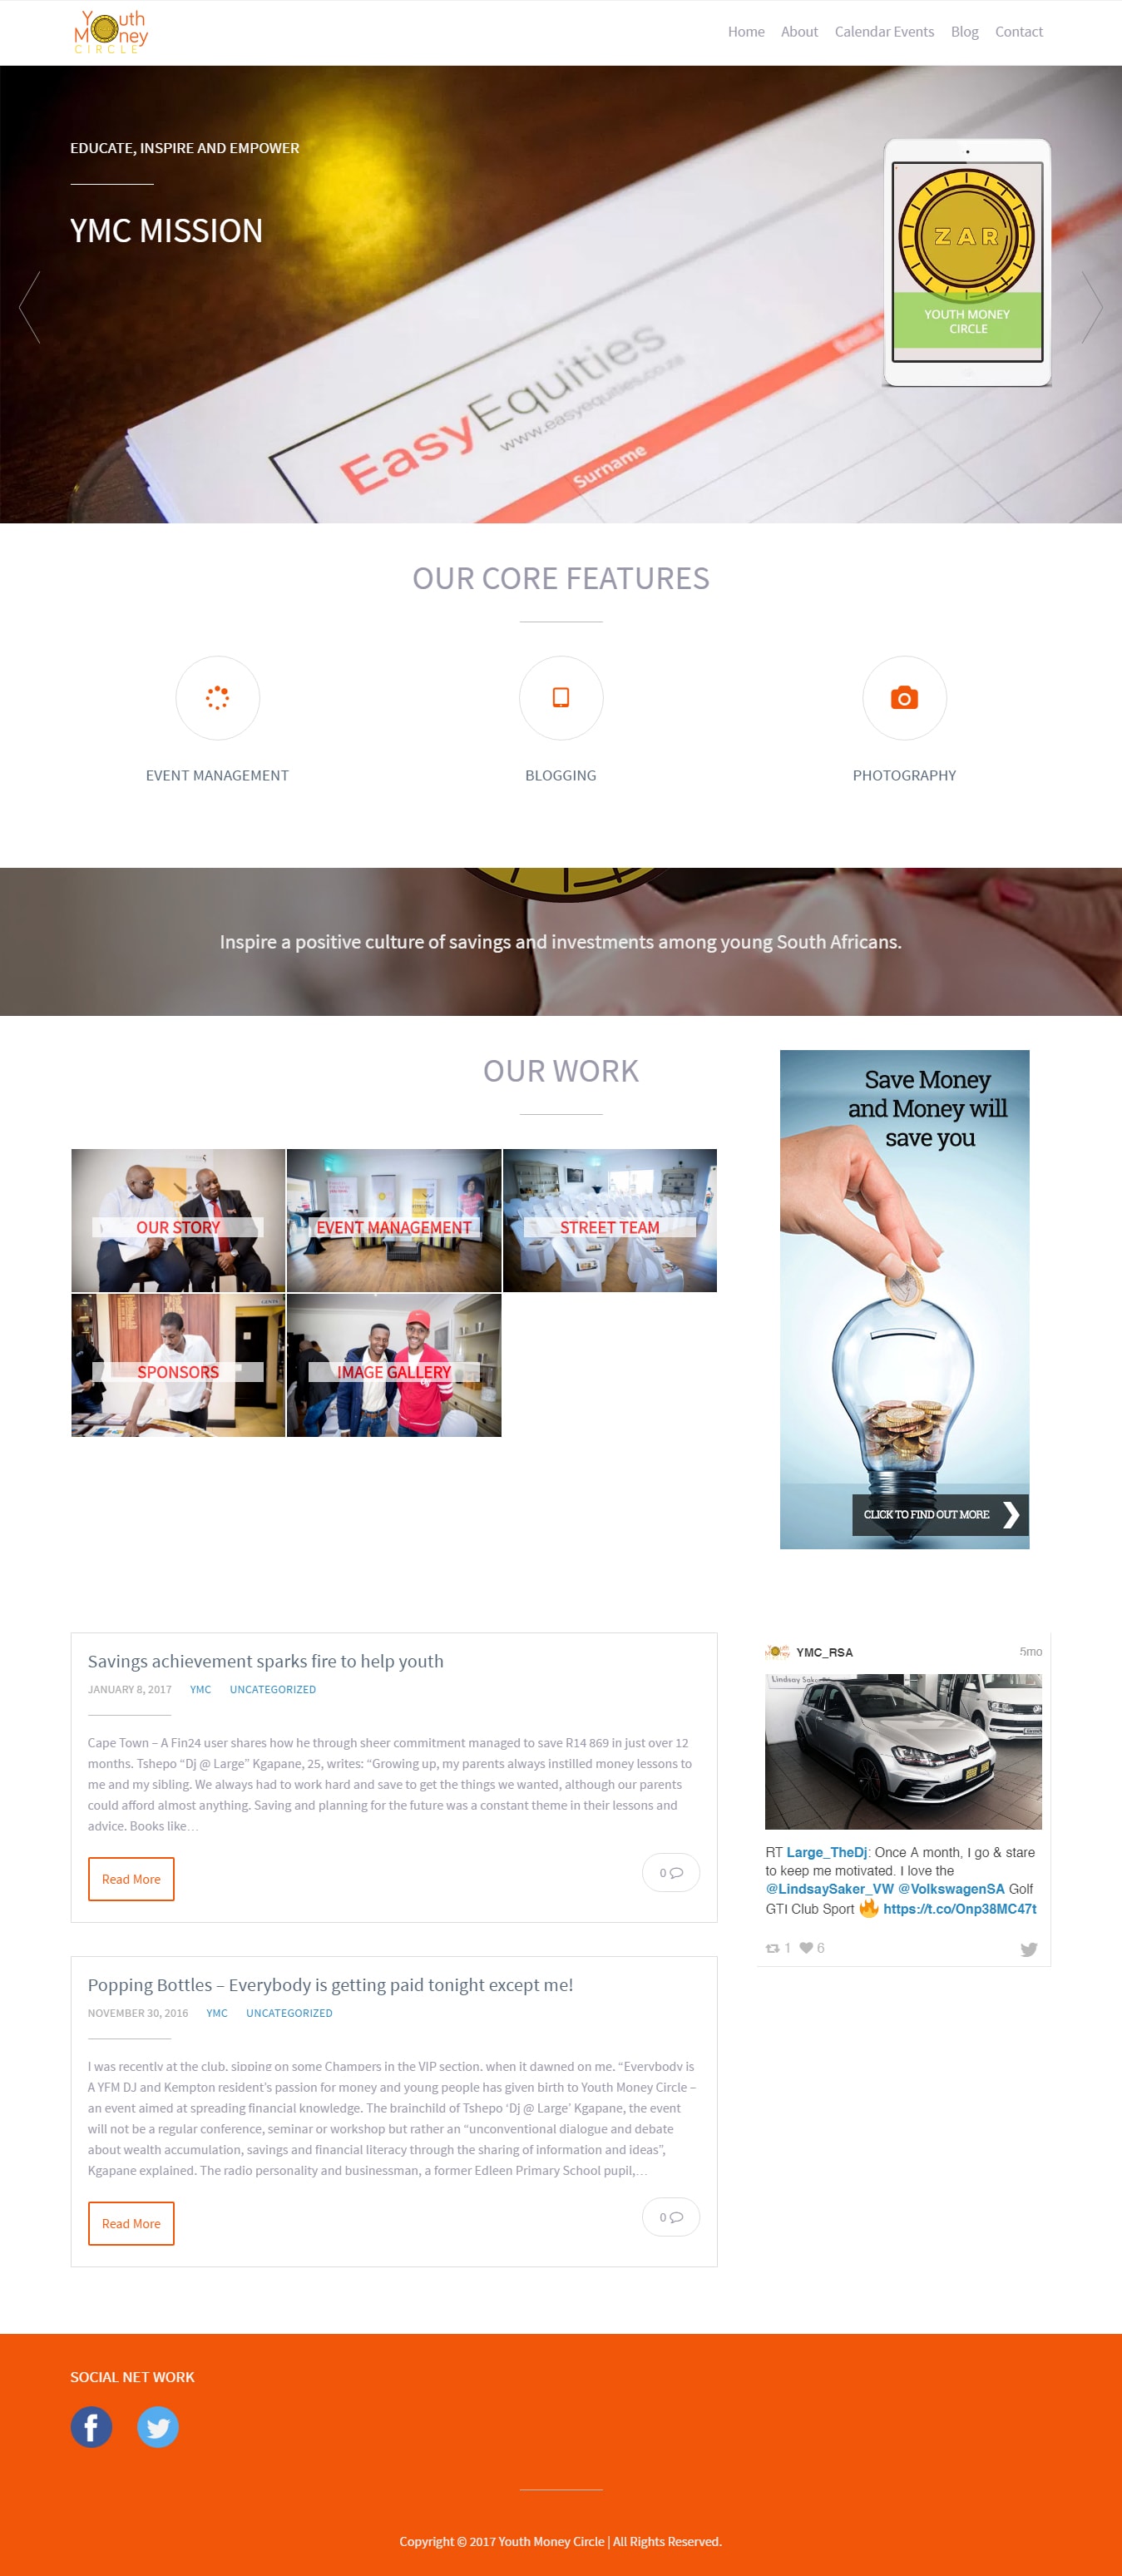 Youth
Money
CIRCLE
Home About Calendar Events Blog Contact
EDUCATE, INSPIRE AND EMPOWER
YMC MISSION
ZAR
YOUTH MONEY
CIRCLE
EasyEquities
www.easyequities.co.za
Surname
OUR CORE FEATURES
EVENT MANAGEMENT
BLOGGING
PHOTOGRAPHY
Inspire a positive culture of savings and investments among young South Africans.
OUR WORK
Save Money
and Money will
save you
OUR STORY
EVENT MANAGEMENT
STREET TEAM
SPONSORS
IMAGE GALLERY
CLICK TO FIND OUT MORE
Savings achievement sparks fire to help youth
JANUARY 8, 2017 YMC UNCATEGORIZED
Cape Town – A Fin24 user shares how he through sheer commitment managed to save R14 869 in just over 12
months. Tshepo “Dj @ Large” Kgapane, 25, writes: “Growing up, my parents always instilled money lessons to
me and my sibling. We always had to work hard and save to get the things we wanted, although our parents
could afford almost anything. Saving and planning for the future was a constant theme in their lessons and
advice. Books like…
Read More
0
YMC_RSA
5mo
Lindsay Saker
RT Large_TheDj: Once A month, I go & stare
to keep me motivated. I love the
@LindsaySaker_VW @VolkswagenSA Golf
GTI Club Sport 🔥 https://t.co/Onp38MC47t
1 6
Popping Bottles – Everybody is getting paid tonight except me!
NOVEMBER 30, 2016 YMC UNCATEGORIZED
I was recently at the club, sipping on some Champers in the VIP section, when it dawned on me. “Everybody is
A YFM DJ and Kempton resident’s passion for money and young people has given birth to Youth Money Circle –
an event aimed at spreading financial knowledge. The brainchild of Tshepo ‘Dj @ Large’ Kgapane, the event
will not be a regular conference, seminar or workshop but rather an “unconventional dialogue and debate
about wealth accumulation, savings and financial literacy through the sharing of information and ideas”,
Kgapane explained. The radio personality and businessman, a former Edleen Primary School pupil,…
Read More
0
SOCIAL NET WORK
Copyright © 2017 Youth Money Circle | All Rights Reserved.